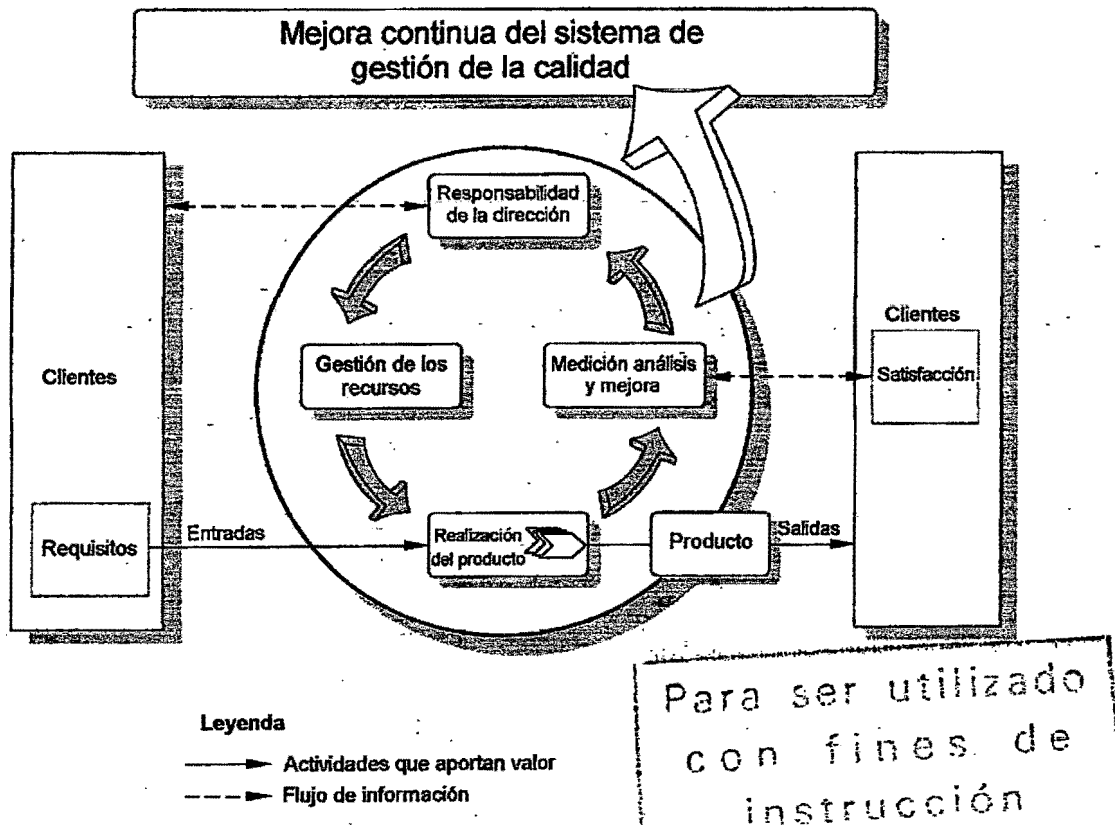 Mejora continua del sistema de
gestión de la calidad
Responsabilidad
de la dirección
Clientes
Gestión de los
recursos
Medición análisis
y mejora
Clientes
Satisfacción
Requisitos
Entradas
Realización
del producto
Producto
Salidas
Leyenda
Actividades que aportan valor
Flujo de información
Para ser utilizado
con fines de
instrucción